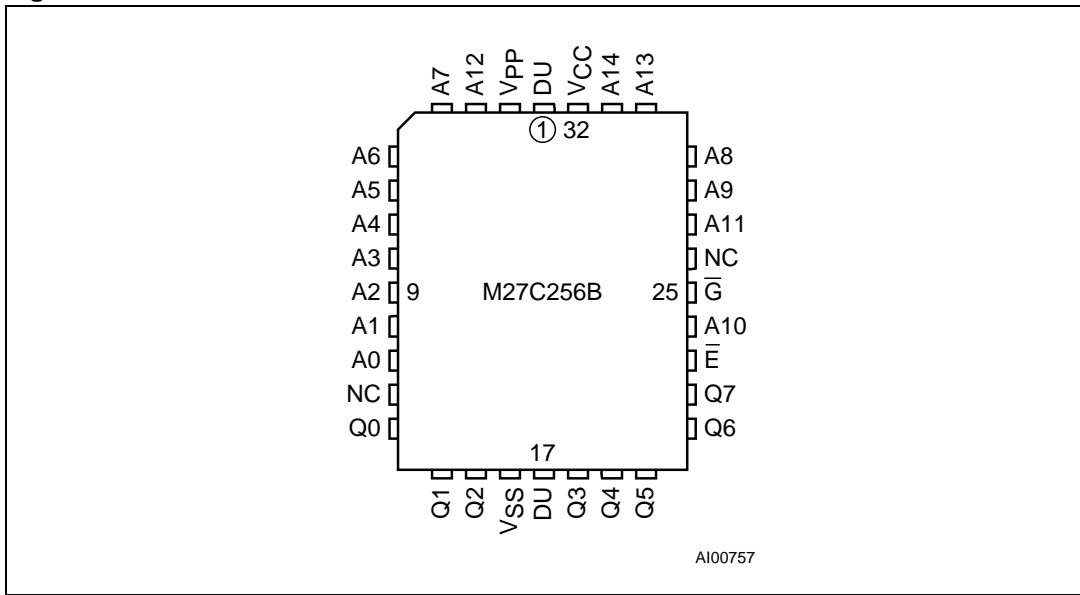 A7 A12 VPP DU VCC A14 A13
1 32
A6 A8
A5 A9
A4 A11
A3 NC
A2 9 M27C256B 25 G̅
A1 A10
A0 E̅
NC Q7
Q0 Q6
17
Q1 Q2 VSS DU Q3 Q4 Q5
AI00757